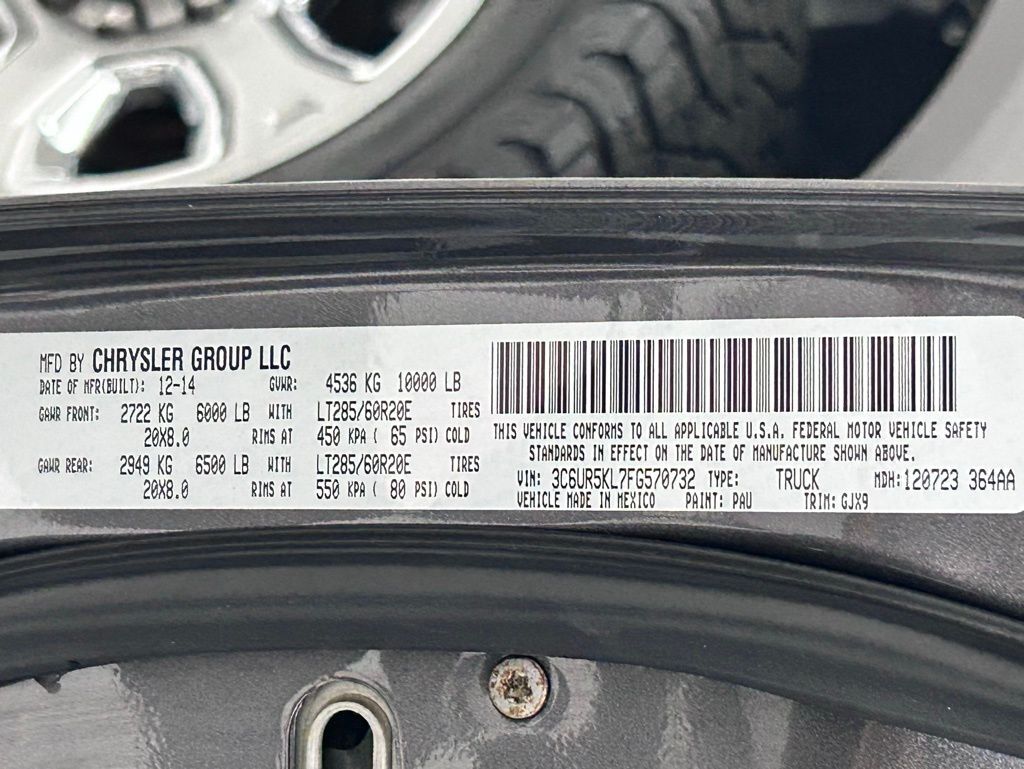 MFD BY CHRYSLER GROUP LLC
DATE OF MFR(BUILT): 12-14 GVWR: 4536 KG 10000 LB
GAWR FRONT: 2722 KG 6000 LB WITH LT285/60R20E TIRES
20X8.0 RIMS AT 450 KPA ( 65 PSI) COLD
GAWR REAR: 2949 KG 6500 LB WITH LT285/60R20E TIRES
20X8.0 RIMS AT 550 KPA ( 80 PSI) COLD
THIS VEHICLE CONFORMS TO ALL APPLICABLE U.S.A. FEDERAL MOTOR VEHICLE SAFETY
STANDARDS IN EFFECT ON THE DATE OF MANUFACTURE SHOWN ABOVE.
VIN: 3C6UR5KL7FG570732 TYPE: TRUCK MDH: 120723 364AA
VEHICLE MADE IN MEXICO PAINT: PAU TRIM: GJX9